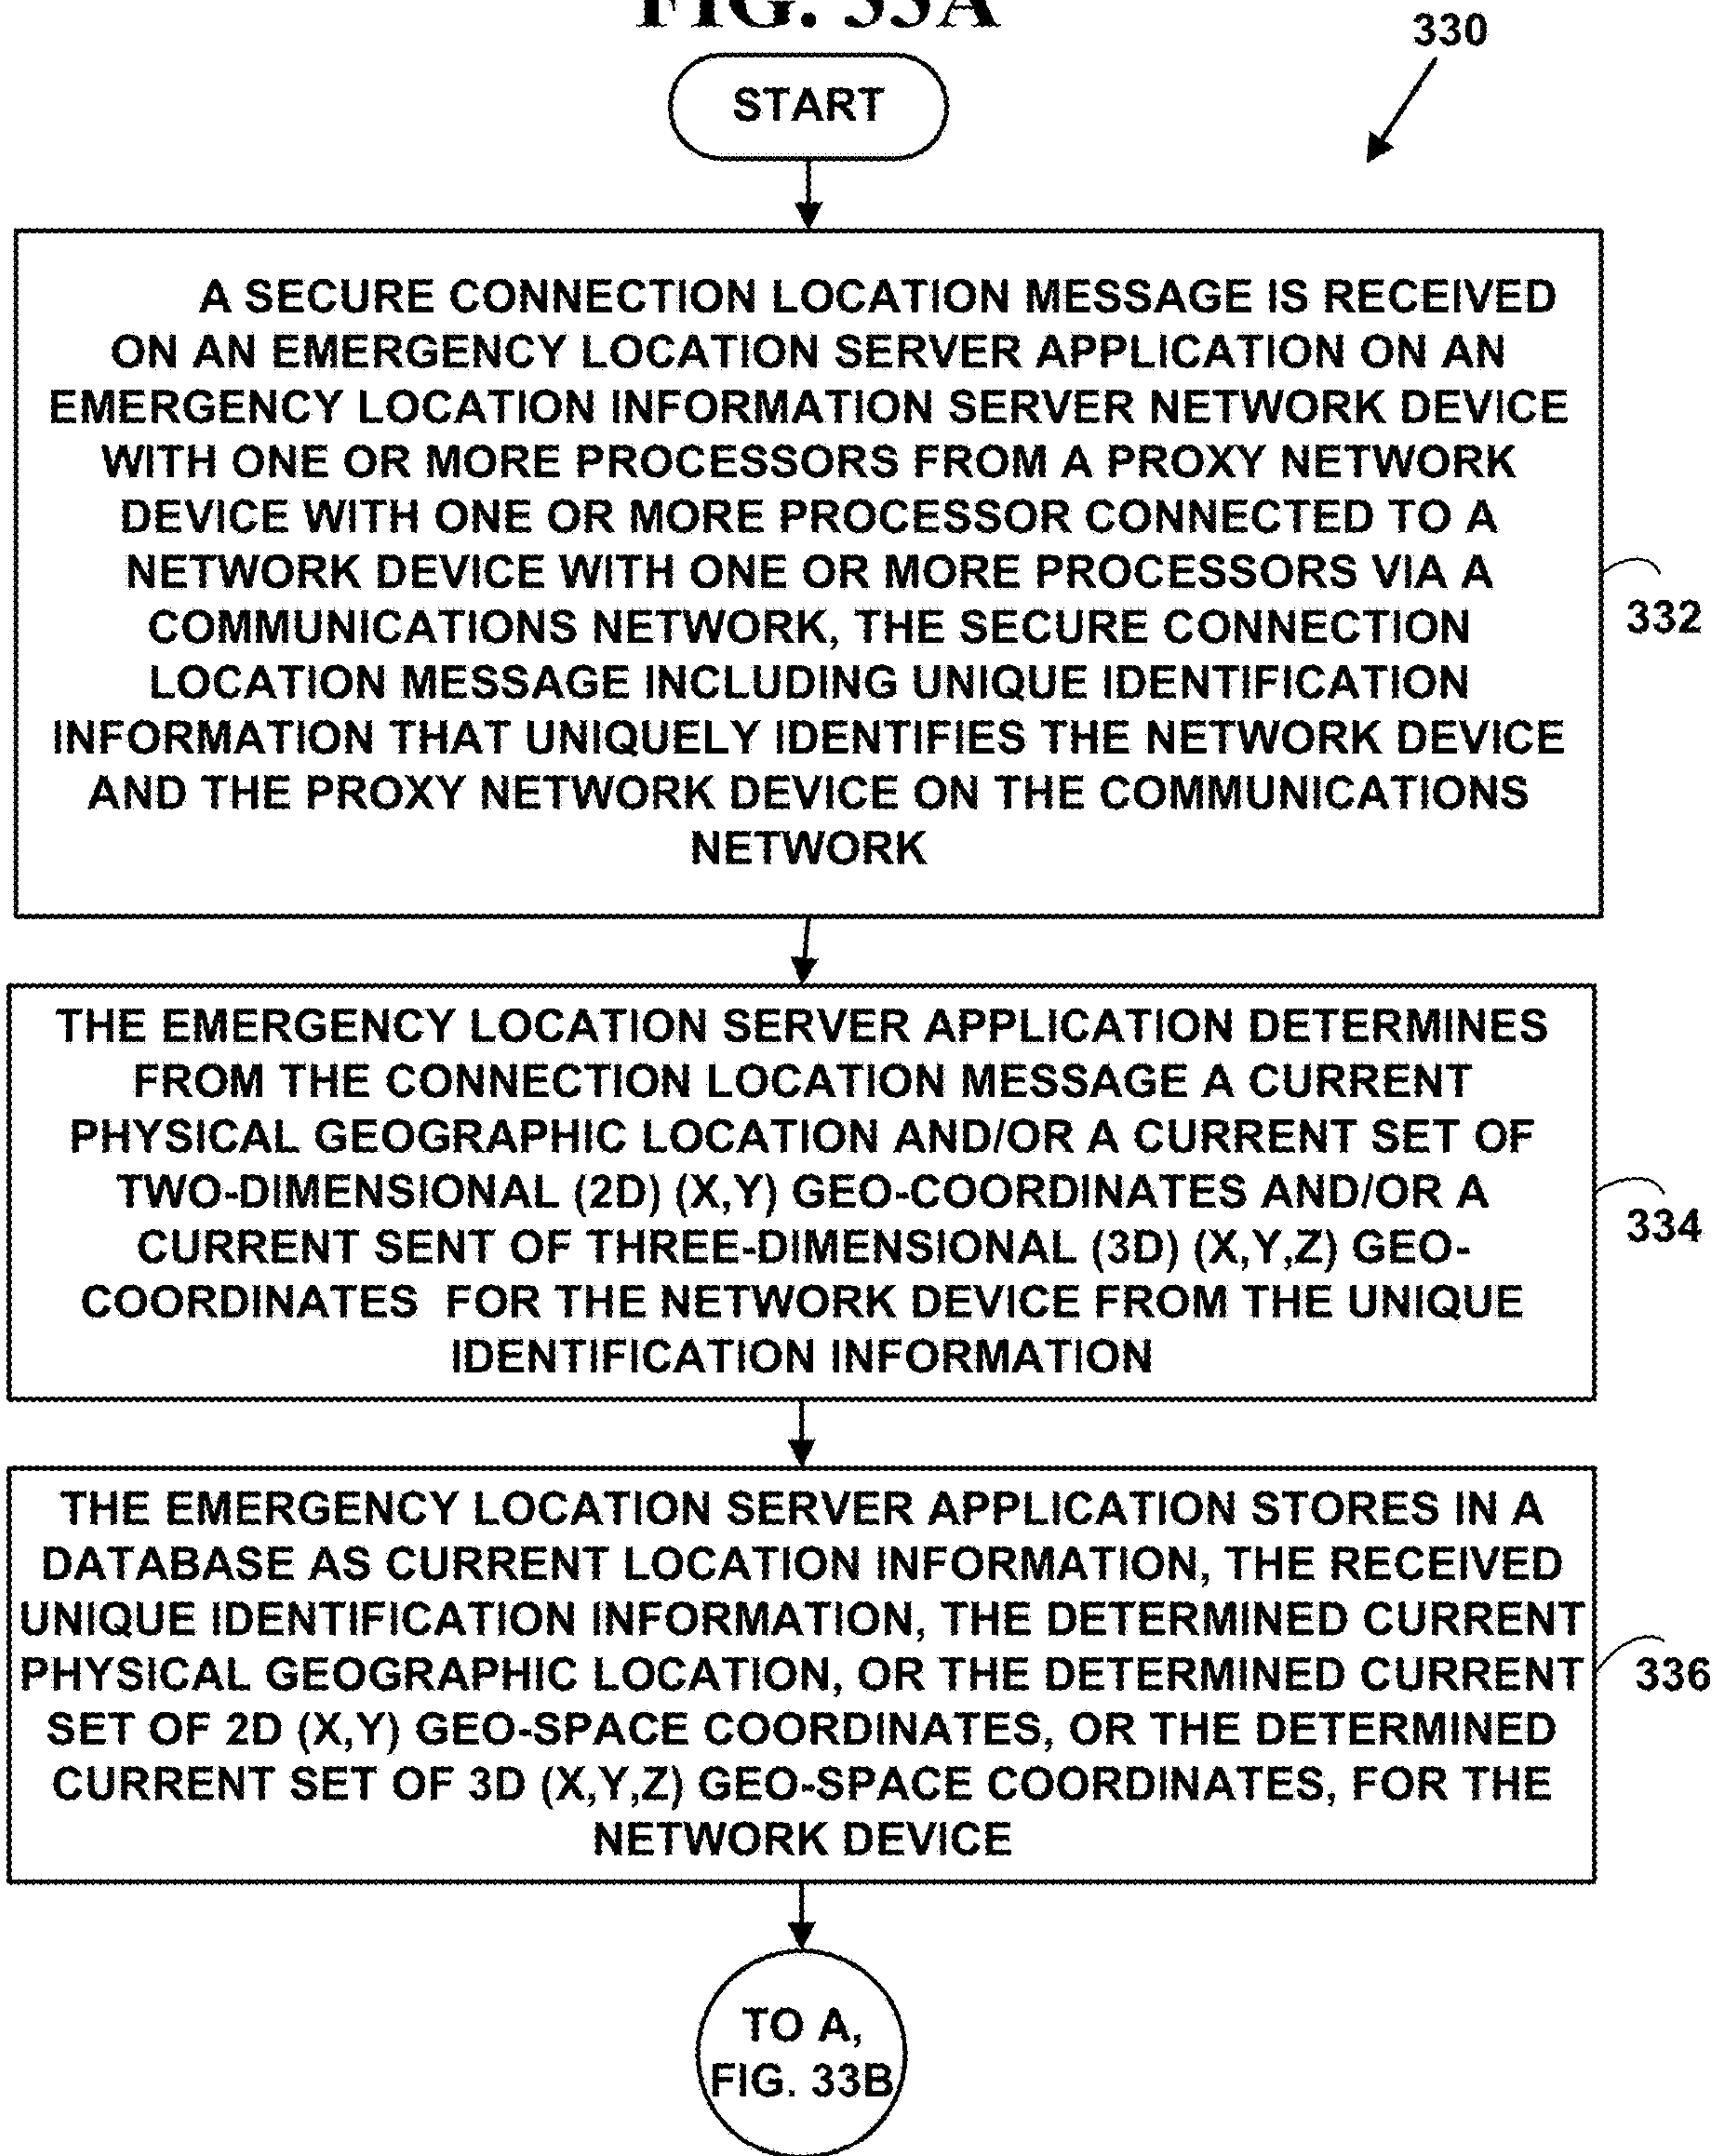 FIG. 33A
330
START
A SECURE CONNECTION LOCATION MESSAGE IS RECEIVED
ON AN EMERGENCY LOCATION SERVER APPLICATION ON AN
EMERGENCY LOCATION INFORMATION SERVER NETWORK DEVICE
WITH ONE OR MORE PROCESSORS FROM A PROXY NETWORK
DEVICE WITH ONE OR MORE PROCESSOR CONNECTED TO A
NETWORK DEVICE WITH ONE OR MORE PROCESSORS VIA A
COMMUNICATIONS NETWORK, THE SECURE CONNECTION
LOCATION MESSAGE INCLUDING UNIQUE IDENTIFICATION
INFORMATION THAT UNIQUELY IDENTIFIES THE NETWORK DEVICE
AND THE PROXY NETWORK DEVICE ON THE COMMUNICATIONS
NETWORK
332
THE EMERGENCY LOCATION SERVER APPLICATION DETERMINES
FROM THE CONNECTION LOCATION MESSAGE A CURRENT
PHYSICAL GEOGRAPHIC LOCATION AND/OR A CURRENT SET OF
TWO-DIMENSIONAL (2D) (X,Y) GEO-COORDINATES AND/OR A
CURRENT SENT OF THREE-DIMENSIONAL (3D) (X,Y,Z) GEO-
COORDINATES FOR THE NETWORK DEVICE FROM THE UNIQUE
IDENTIFICATION INFORMATION
334
THE EMERGENCY LOCATION SERVER APPLICATION STORES IN A
DATABASE AS CURRENT LOCATION INFORMATION, THE RECEIVED
UNIQUE IDENTIFICATION INFORMATION, THE DETERMINED CURRENT
PHYSICAL GEOGRAPHIC LOCATION, OR THE DETERMINED CURRENT
SET OF 2D (X,Y) GEO-SPACE COORDINATES, OR THE DETERMINED
CURRENT SET OF 3D (X,Y,Z) GEO-SPACE COORDINATES, FOR THE
NETWORK DEVICE
336
TO A,
FIG. 33B